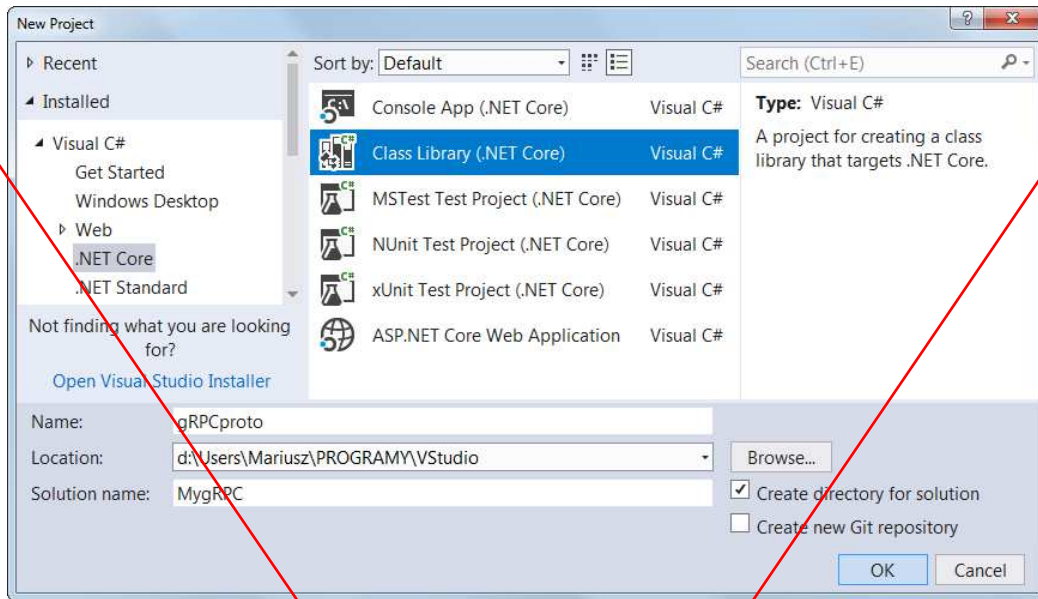 New Project
Recent
Installed
Visual C#
Get Started
Windows Desktop
Web
.NET Core
.NET Standard
Not finding what you are looking
for?
Open Visual Studio Installer
Sort by: Default
Console App (.NET Core) Visual C#
Class Library (.NET Core) Visual C#
MSTest Test Project (.NET Core) Visual C#
NUnit Test Project (.NET Core) Visual C#
xUnit Test Project (.NET Core) Visual C#
ASP.NET Core Web Application Visual C#
Search (Ctrl+E)
Type: Visual C#
A project for creating a class
library that targets .NET Core.
Name: gRPCproto
Location: d:\Users\Mariusz\PROGRAMY\VStudio Browse...
Solution name: MygRPC
Create directory for solution
Create new Git repository
OK Cancel